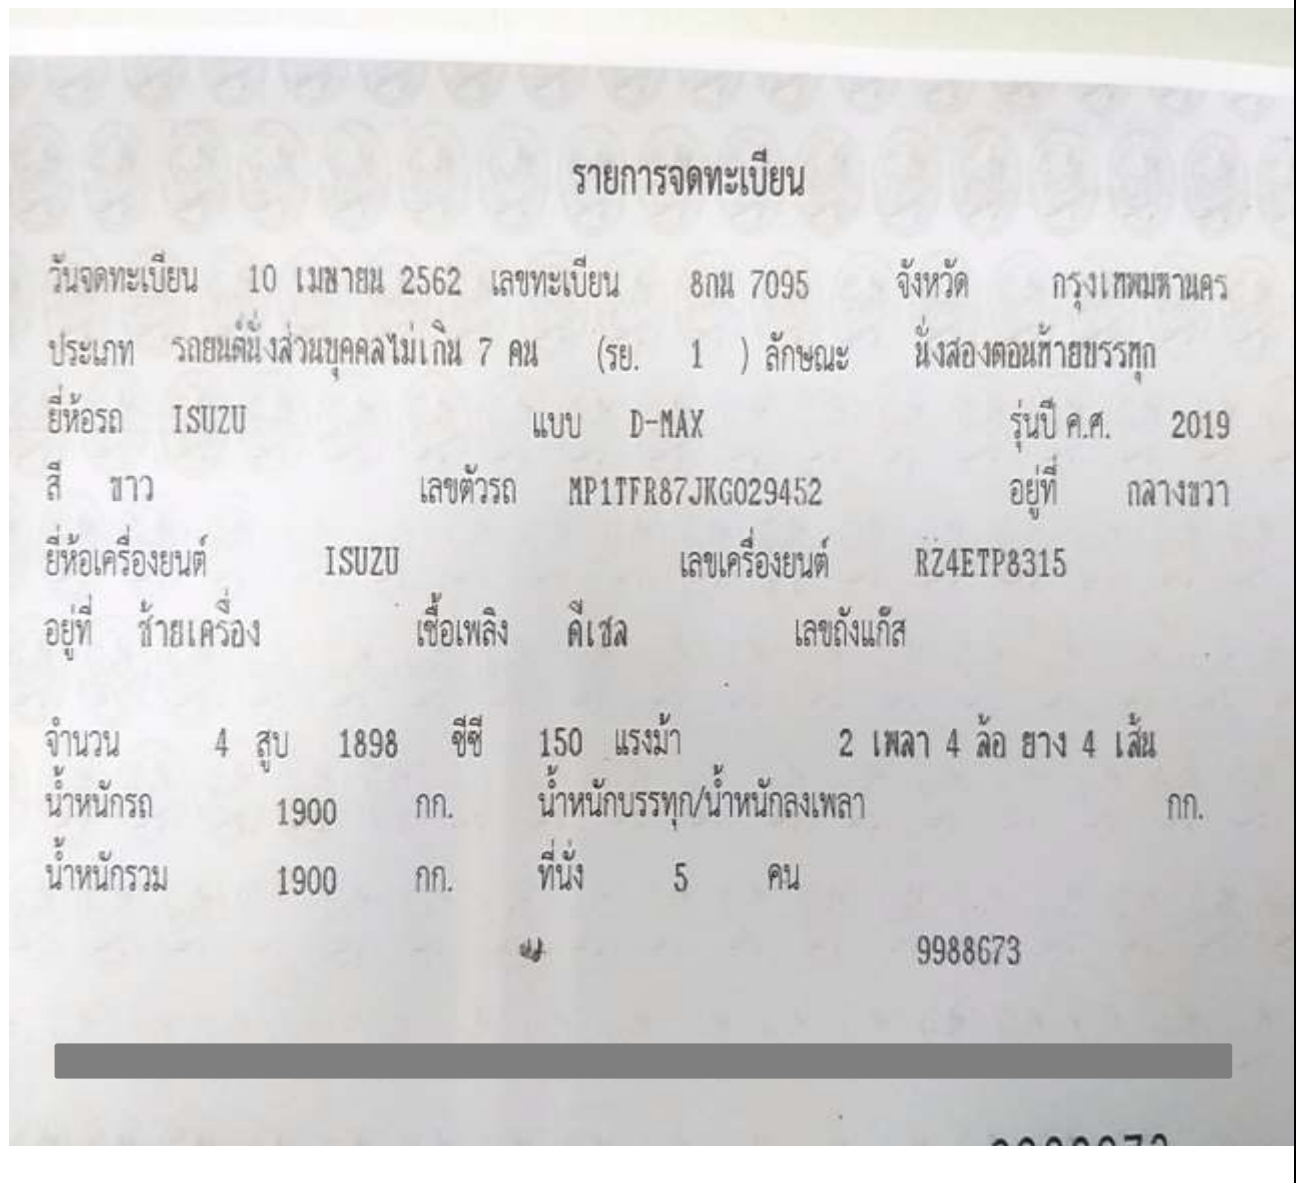 รายการจดทะเบียน
วันจดทะเบียน 10 เมษายน 2562 เลขทะเบียน 8กน 7095 จังหวัด กรุงเทพมหานคร
ประเภท รถยนต์นั่งส่วนบุคคลไม่เกิน 7 คน (รย. 1 ) ลักษณะ นั่งสองตอนท้ายบรรทุก
ยี่ห้อรถ ISUZU แบบ D-MAX รุ่นปี ค.ศ. 2019
สี ขาว เลขตัวรถ MP1TFR87JKG029452 อยู่ที่ กลางขวา
ยี่ห้อเครื่องยนต์ ISUZU เลขเครื่องยนต์ RZ4ETP8315
อยู่ที่ ซ้ายเครื่อง เชื้อเพลิง ดีเซล เลขถังแก๊ส
จำนวน 4 สูบ 1898 ซีซี 150 แรงม้า 2 เพลา 4 ล้อ ยาง 4 เส้น
น้ำหนักรถ 1900 กก. น้ำหนักบรรทุก/น้ำหนักลงเพลา กก.
น้ำหนักรวม 1900 กก. ที่นั่ง 5 คน
9988673